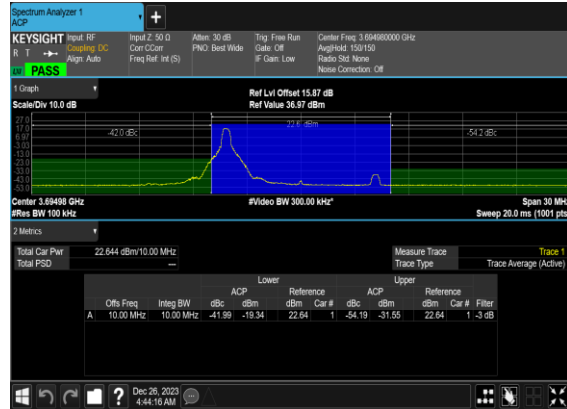 Spectrum Analyzer 1
ACP
+
KEYSIGHT Input: RF Input Z: 50 Ω Atten: 30 dB Trig: Free Run Center Freq: 3.694980000 GHz
R T Coupling: DC Corr CCorr PNO: Best Wide Gate: Off Avg|Hold: 150/150
Align: Auto Freq Ref: Int (S) IF Gain: Low Radio Std: None
LW PASS Noise Correction: Off
1 Graph Ref Lvl Offset 15.87 dB
Scale/Div 10.0 dB Ref Value 36.97 dBm
27.0
17.0
6.97
-3.03
-13.0
-23.0
-33.0
-43.0
-53.0
-42.0 dBc 22.6 dBm -54.2 dBc
Center 3.69498 GHz #Video BW 300.00 kHz* Span 30 MHz
#Res BW 100 kHz Sweep 20.0 ms (1001 pts)
2 Metrics
Total Car Pwr 22.644 dBm/10.00 MHz Measure Trace Trace 1
Total PSD --- Trace Type Trace Average (Active)
Lower Upper
ACP Reference ACP Reference
Offs Freq Integ BW dBc dBm dBm Car # dBc dBm dBm Car # Filter
A 10.00 MHz 10.00 MHz -41.99 -19.34 22.64 1 -54.19 -31.55 22.64 1 -3 dB
? Dec 26, 2023
4:44:16 AM